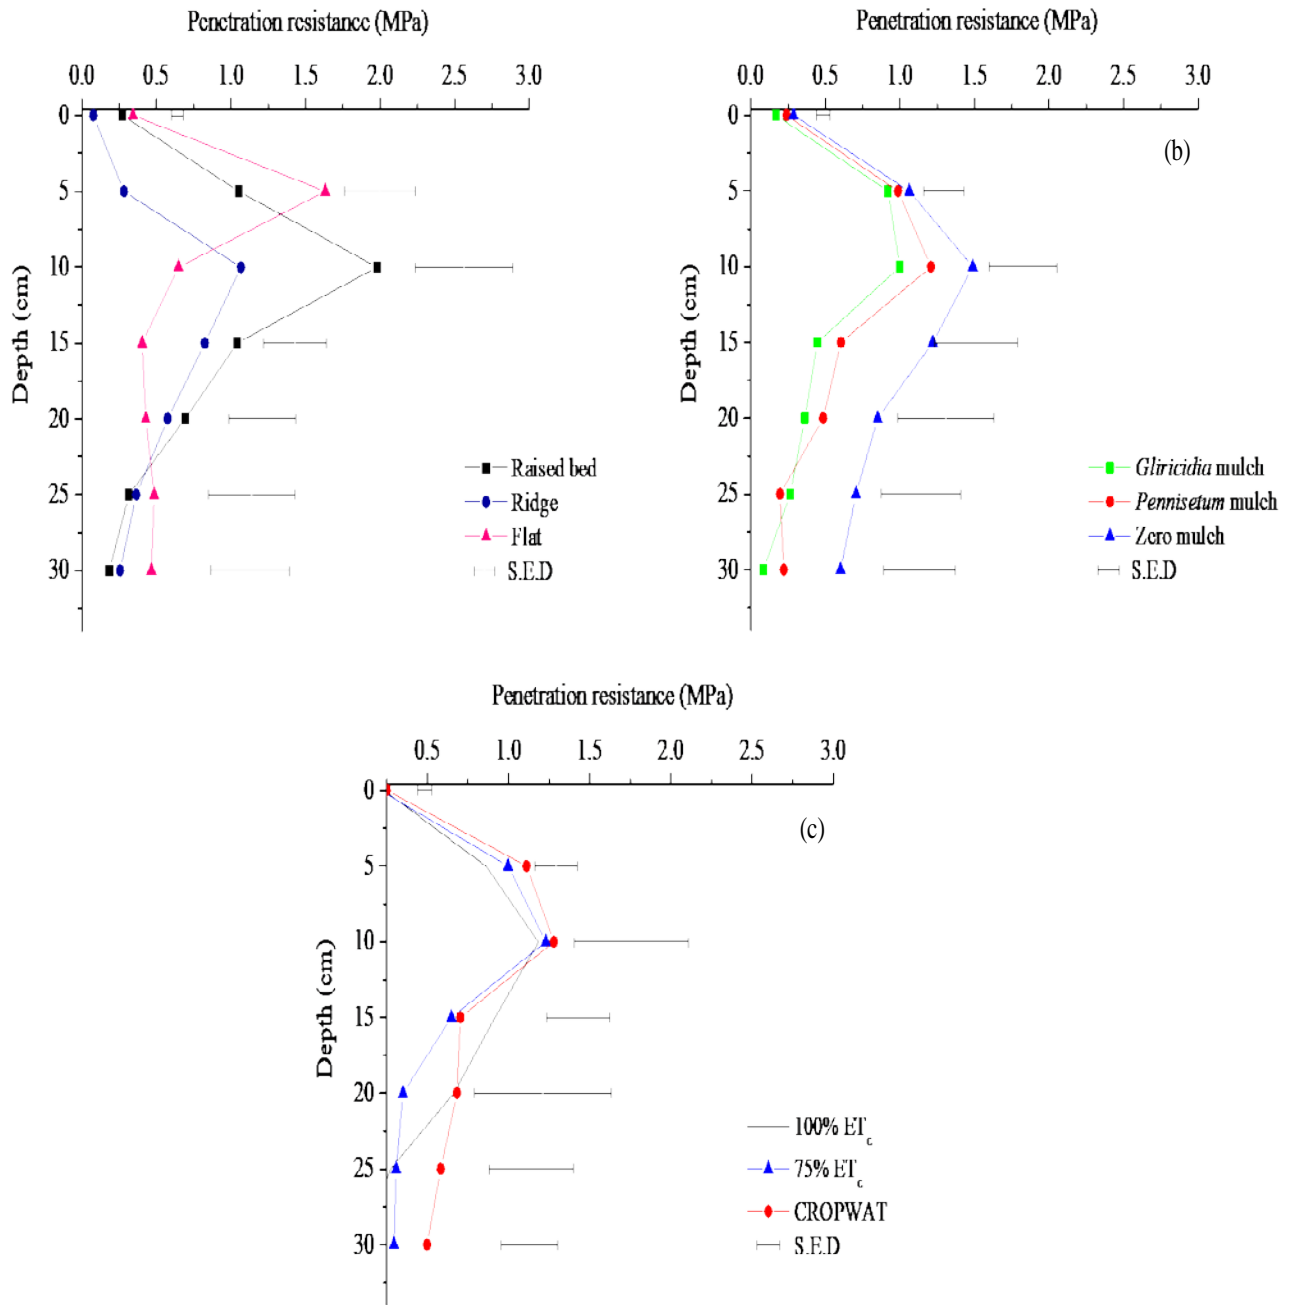 Penetration resistance (MPa)
0.0 0.5 1.0 1.5 2.0 2.5 3.0
Depth (cm)
0
5
10
15
20
25
30
Raised bed
Ridge
Flat
S.E.D
Penetration resistance (MPa)
0.0 0.5 1.0 1.5 2.0 2.5 3.0
(b)
Depth (cm)
0
5
10
15
20
25
30
Gliricidia mulch
Pennisetum mulch
Zero mulch
S.E.D
Penetration resistance (MPa)
0.5 1.0 1.5 2.0 2.5 3.0
(c)
Depth (cm)
0
5
10
15
20
25
30
100% ETc
75% ETc
CROPWAT
S.E.D